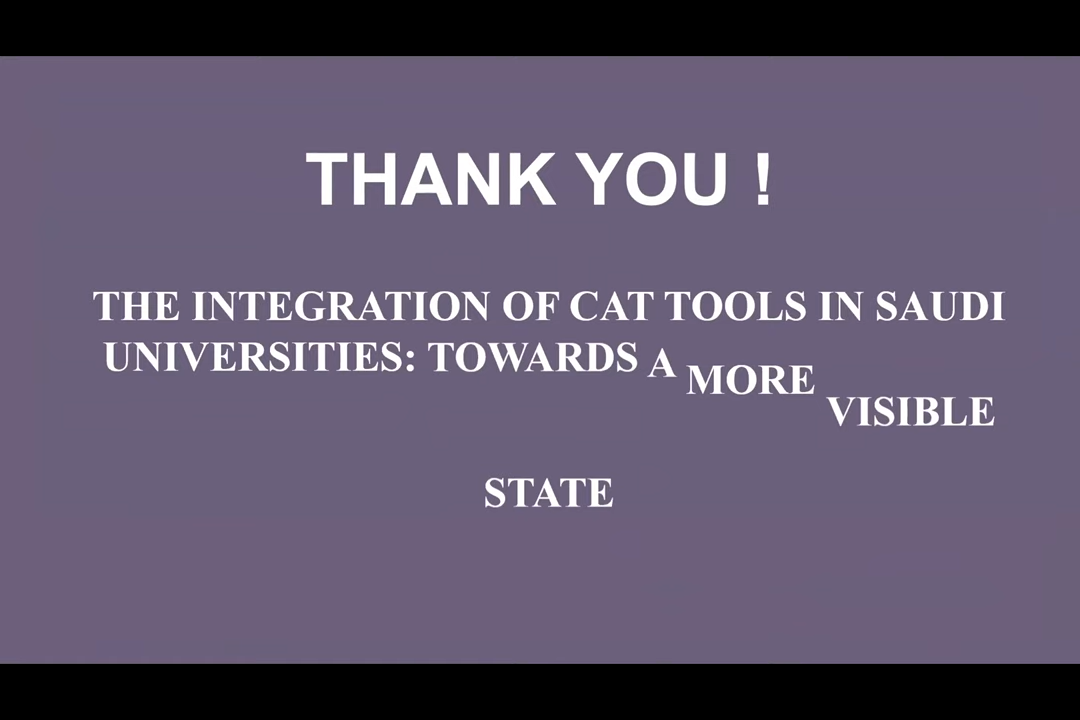 THANK YOU !
THE INTEGRATION OF CAT TOOLS IN SAUDI
UNIVERSITIES: TOWARDS A MORE VISIBLE
STATE